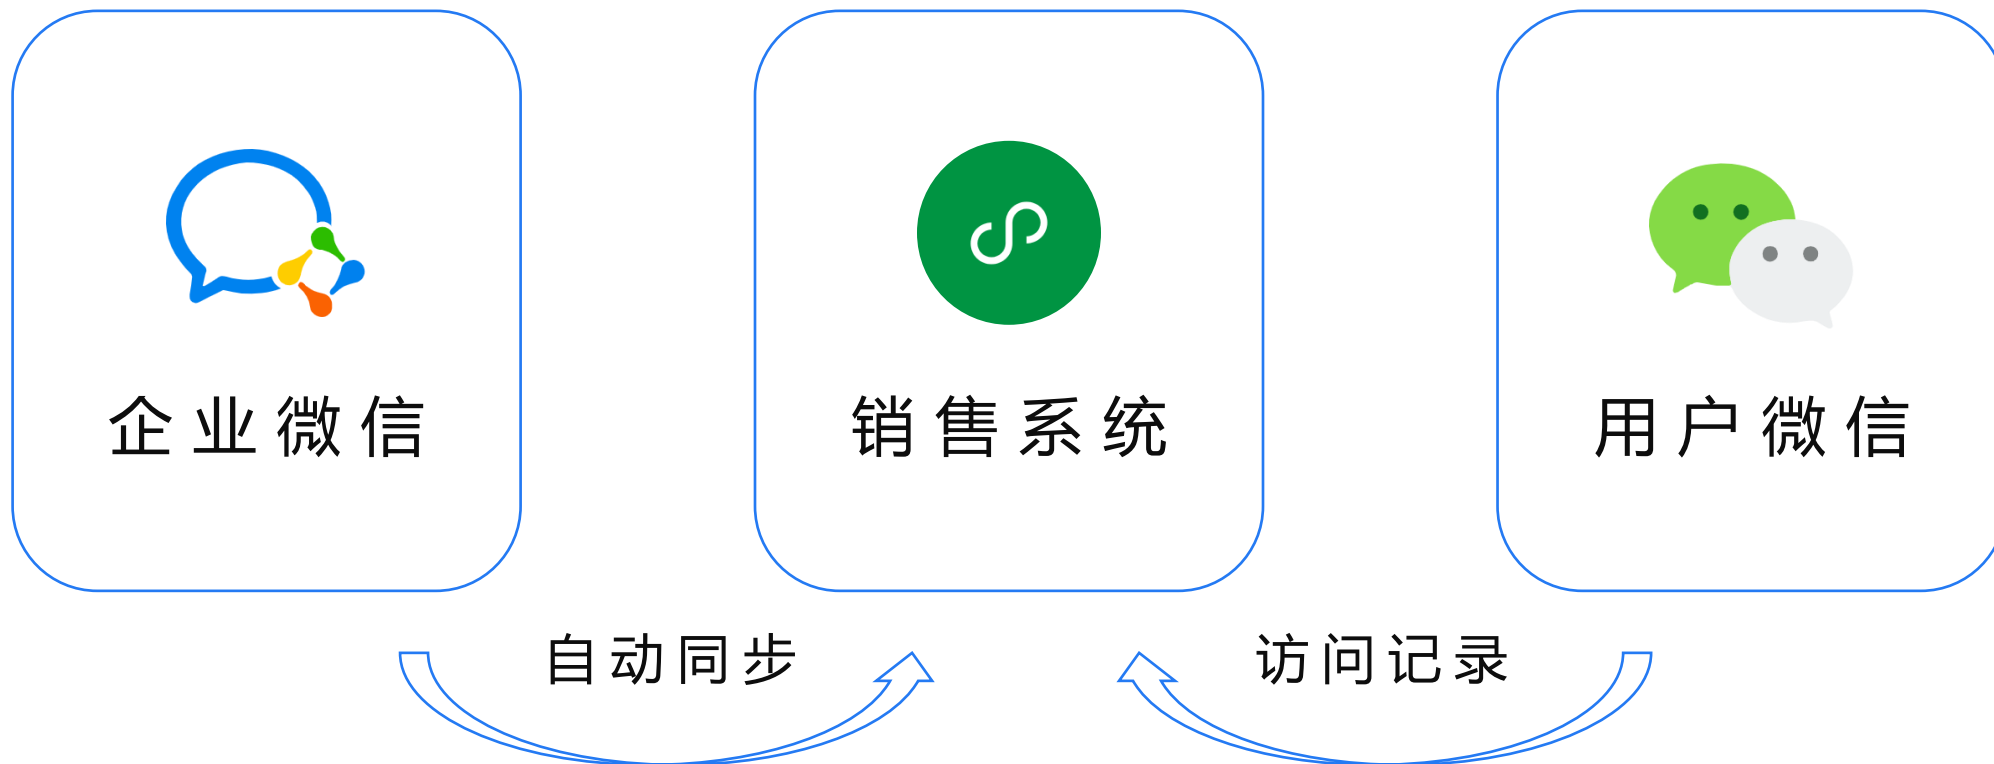 企业微信
销售系统
用户微信
自动同步
访问记录